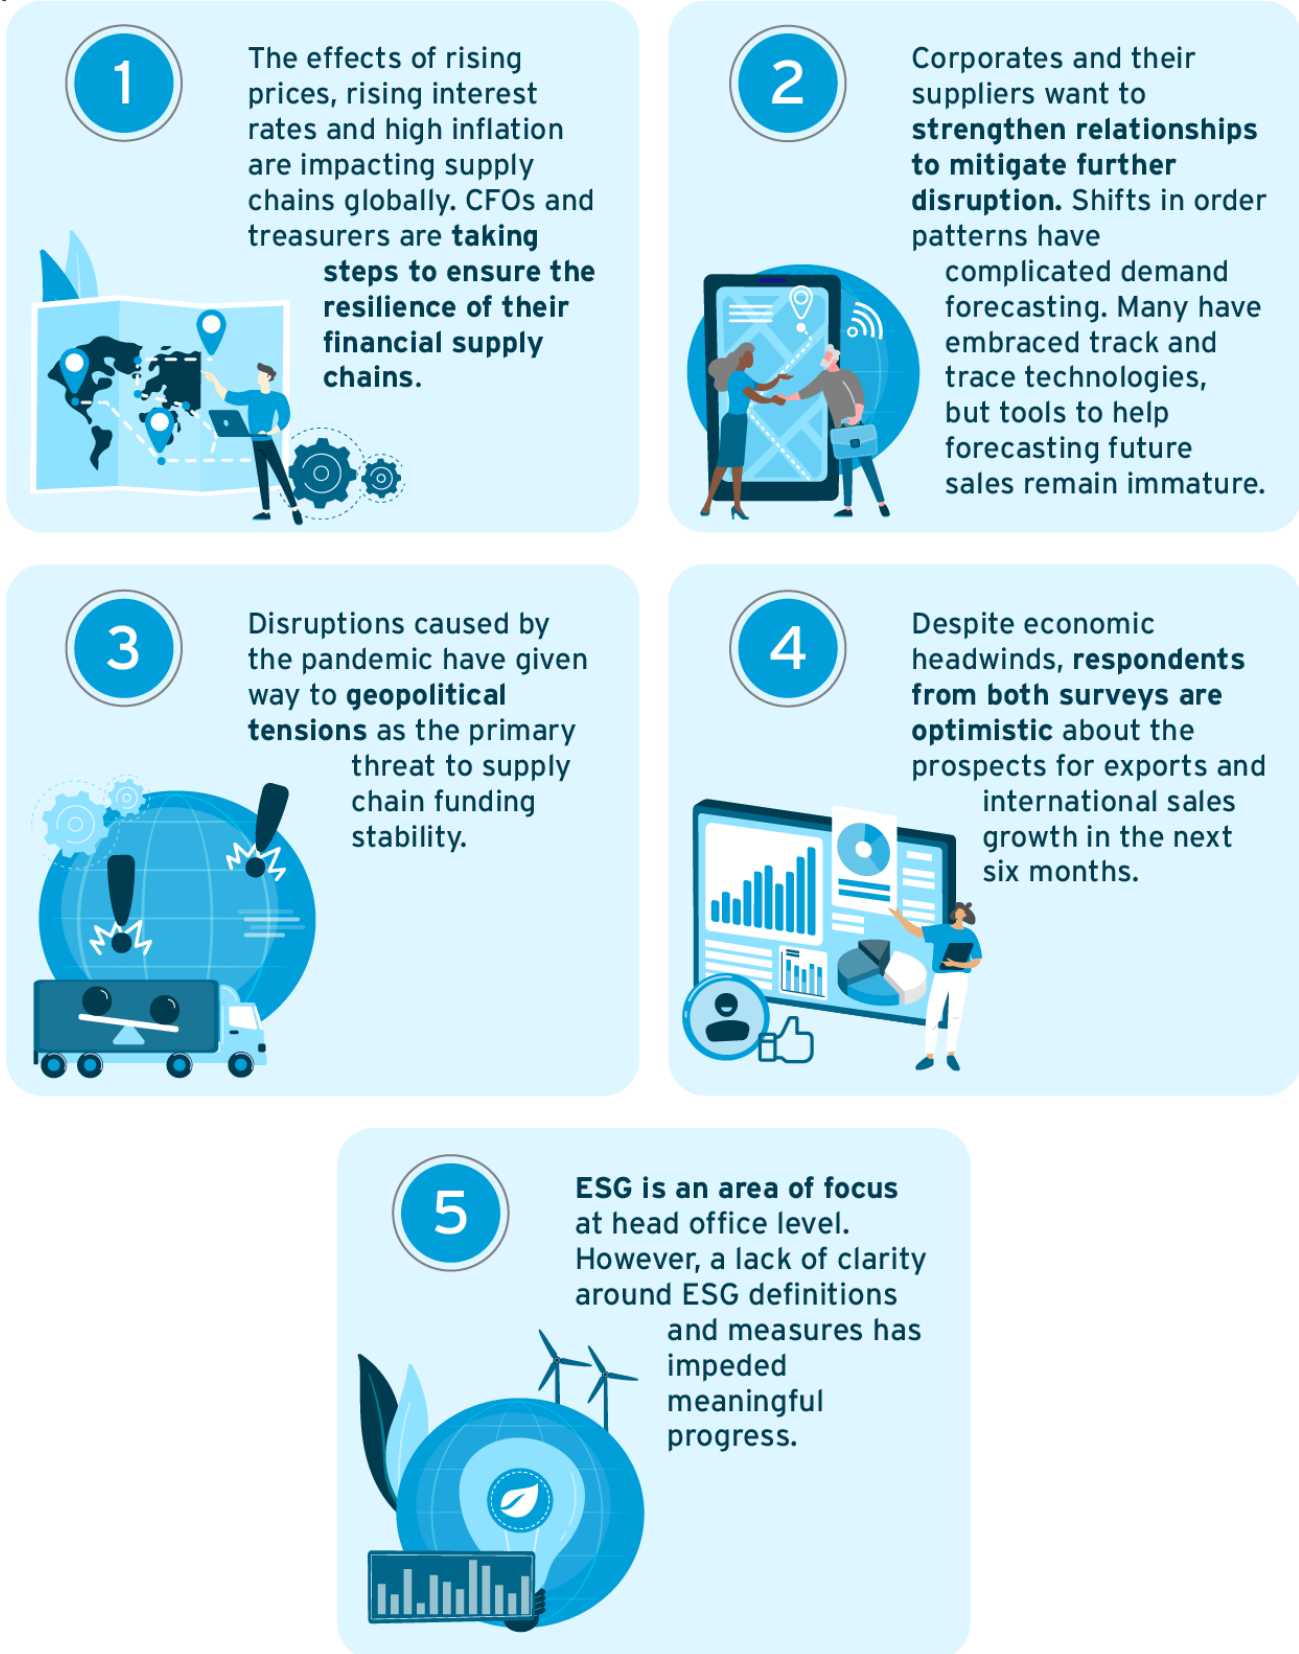 1
The effects of rising
prices, rising interest
rates and high inflation
are impacting supply
chains globally. CFOs and
treasurers are taking
steps to ensure the
resilience of their
financial supply
chains.
2
Corporates and their
suppliers want to
strengthen relationships
to mitigate further
disruption. Shifts in order
patterns have
complicated demand
forecasting. Many have
embraced track and
trace technologies,
but tools to help
forecasting future
sales remain immature.
3
Disruptions caused by
the pandemic have given
way to geopolitical
tensions as the primary
threat to supply
chain funding
stability.
4
Despite economic
headwinds, respondents
from both surveys are
optimistic about the
prospects for exports and
international sales
growth in the next
six months.
5
ESG is an area of focus
at head office level.
However, a lack of clarity
around ESG definitions
and measures has
impeded
meaningful
progress.